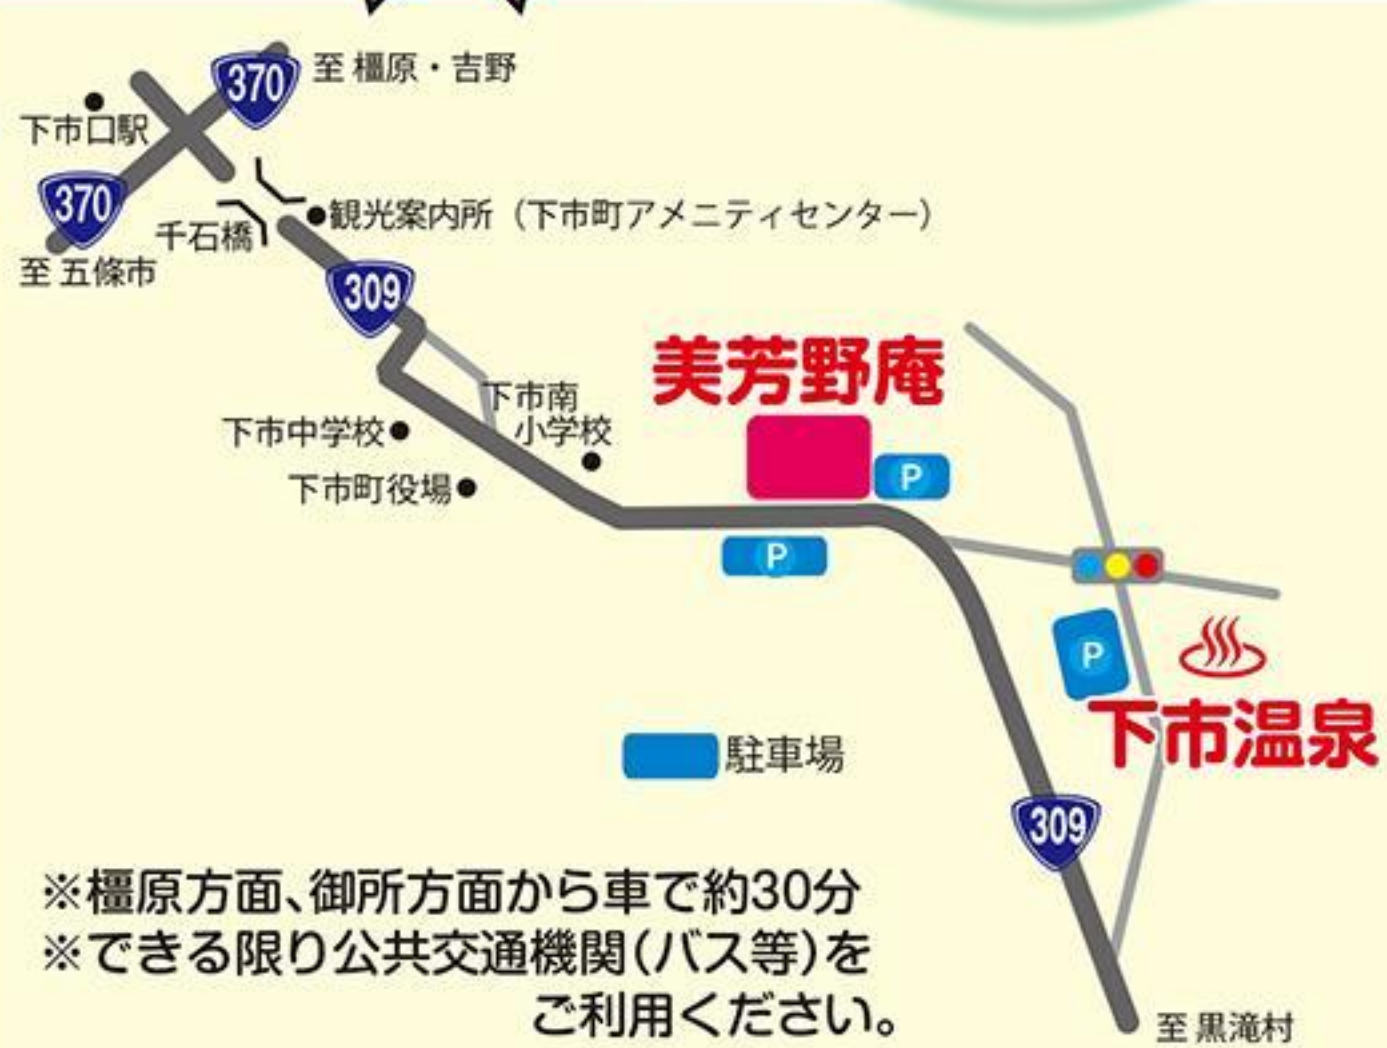 370
至 橿原・吉野
下市口駅
370
至 五條市
千石橋
観光案内所（下市町アメニティセンター）
309
美芳野庵
下市南
小学校
下市中学校
下市町役場
P
P
P
下市温泉
駐車場
309
※橿原方面、御所方面から車で約30分
※できる限り公共交通機関（バス等）を
ご利用ください。
至 黒滝村